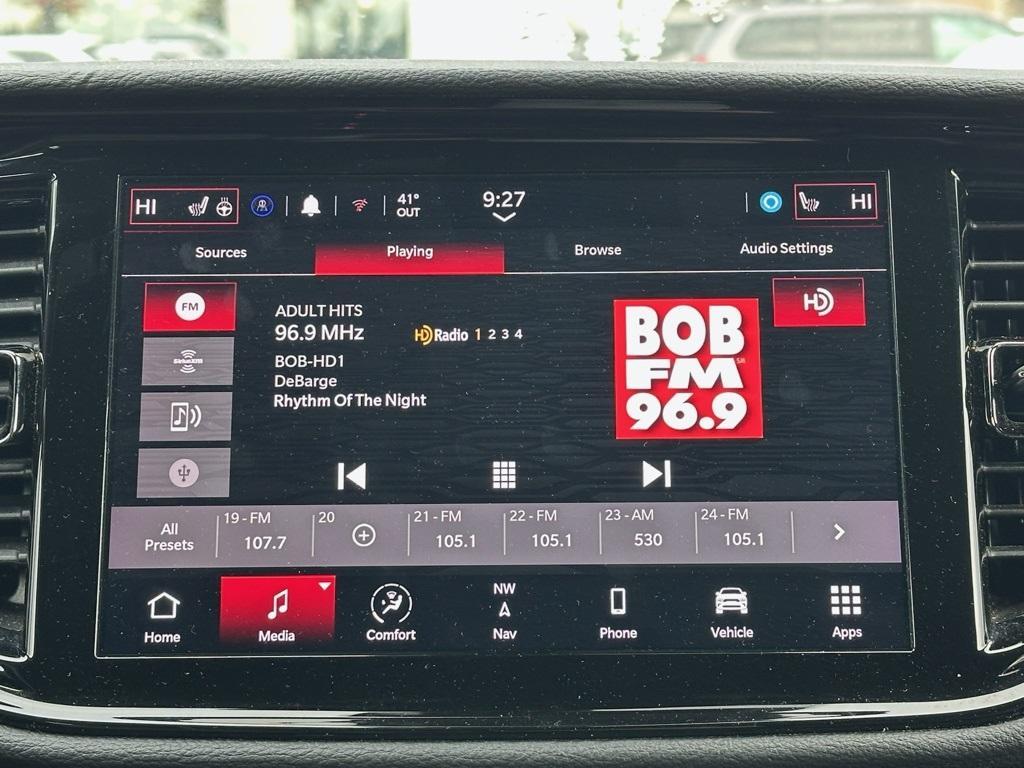 HI
41°
OUT
9:27
HI
Sources
Playing
Browse
Audio Settings
FM
SiriusXM
ADULT HITS
96.9 MHz
HD Radio 1 2 3 4
BOB-HD1
DeBarge
Rhythm Of The Night
BOB
FM
96.9
HD
All
Presets
19 - FM
107.7
20
21 - FM
105.1
22 - FM
105.1
23 - AM
530
24 - FM
105.1
Home
Media
Comfort
NW
Nav
Phone
Vehicle
Apps